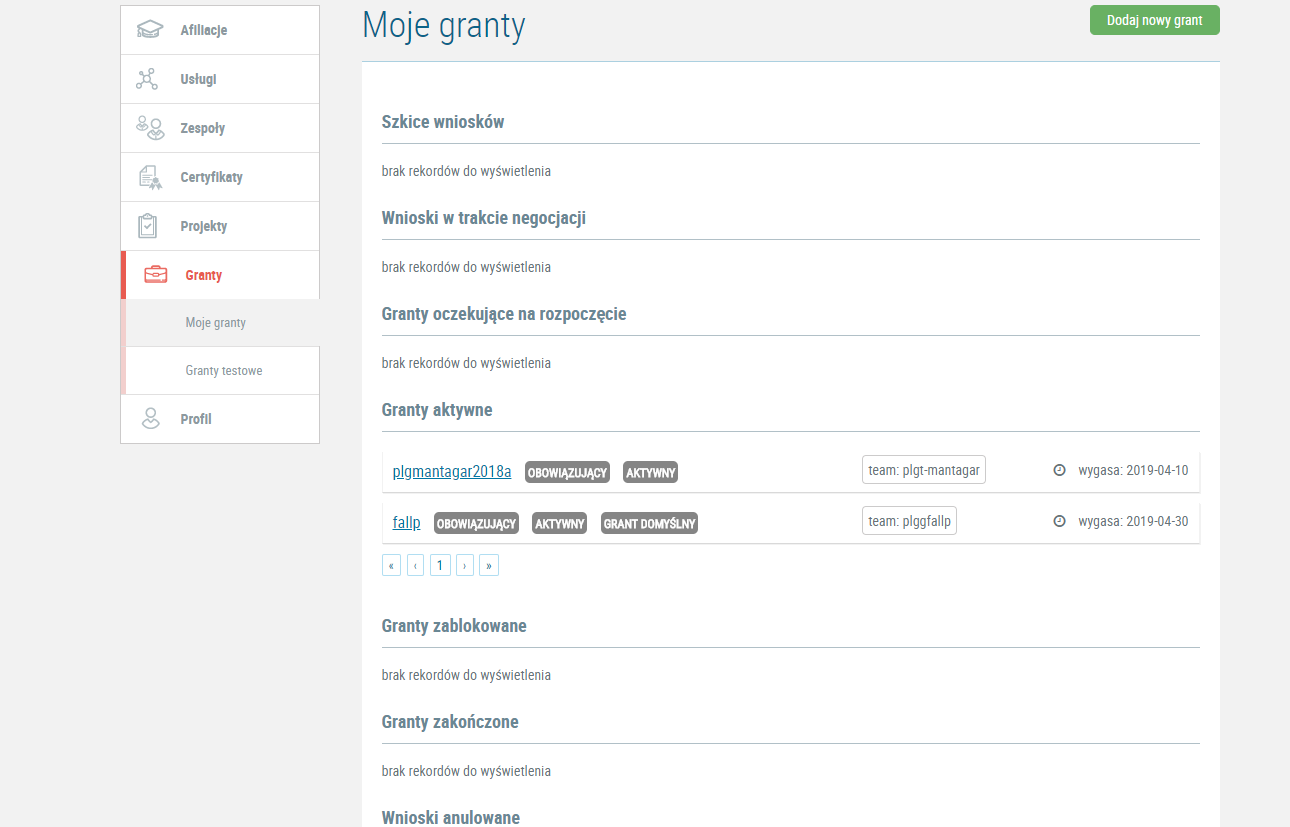 Afiliacje
Usługi
Zespoły
Certyfikaty
Projekty
Granty
Moje granty
Granty testowe
Profil
Moje granty
Dodaj nowy grant
Szkice wniosków
brak rekordów do wyświetlenia
Wnioski w trakcie negocjacji
brak rekordów do wyświetlenia
Granty oczekujące na rozpoczęcie
brak rekordów do wyświetlenia
Granty aktywne
plgmantagar2018a OBOWIĄZUJĄCY AKTYWNY team: plgt-mantagar wygasa: 2019-04-10
fallp OBOWIĄZUJĄCY AKTYWNY GRANT DOMYŚLNY team: plggfallp wygasa: 2019-04-30
« ‹ 1 › »
Granty zablokowane
brak rekordów do wyświetlenia
Granty zakończone
brak rekordów do wyświetlenia
Wnioski anulowane